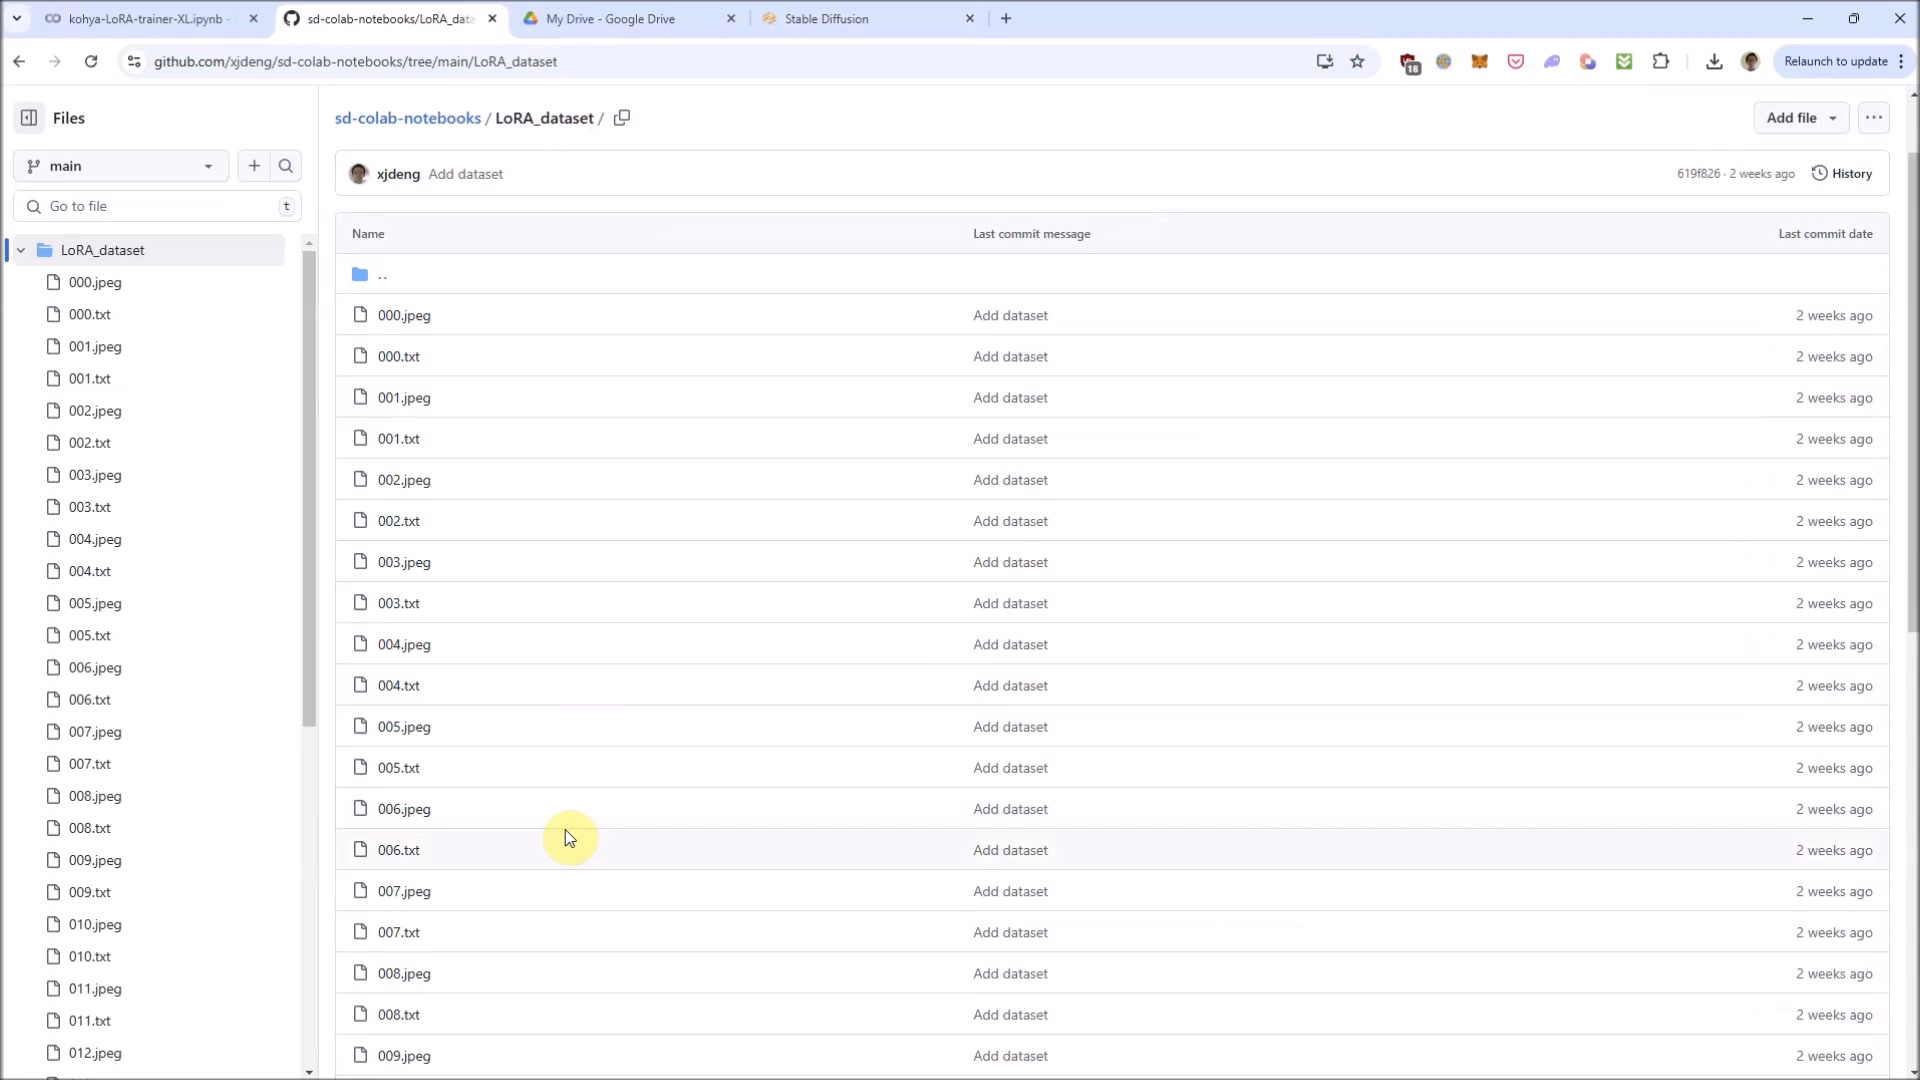 kohya-LoRA-trainer-XL.ipynb -
sd-colab-notebooks/LoRA_data
My Drive - Google Drive
Stable Diffusion
github.com/xjdeng/sd-colab-notebooks/tree/main/LoRA_dataset
18
Relaunch to update
Files
sd-colab-notebooks / LoRA_dataset /
Add file
main
xjdeng Add dataset
619f826 · 2 weeks ago
History
Go to file
t
Name
Last commit message
Last commit date
LoRA_dataset
000.jpeg
000.txt
001.jpeg
001.txt
002.jpeg
002.txt
003.jpeg
003.txt
004.jpeg
004.txt
005.jpeg
005.txt
006.jpeg
006.txt
007.jpeg
007.txt
008.jpeg
008.txt
009.jpeg
009.txt
010.jpeg
010.txt
011.jpeg
011.txt
012.jpeg
..
000.jpeg Add dataset 2 weeks ago
000.txt Add dataset 2 weeks ago
001.jpeg Add dataset 2 weeks ago
001.txt Add dataset 2 weeks ago
002.jpeg Add dataset 2 weeks ago
002.txt Add dataset 2 weeks ago
003.jpeg Add dataset 2 weeks ago
003.txt Add dataset 2 weeks ago
004.jpeg Add dataset 2 weeks ago
004.txt Add dataset 2 weeks ago
005.jpeg Add dataset 2 weeks ago
005.txt Add dataset 2 weeks ago
006.jpeg Add dataset 2 weeks ago
006.txt Add dataset 2 weeks ago
007.jpeg Add dataset 2 weeks ago
007.txt Add dataset 2 weeks ago
008.jpeg Add dataset 2 weeks ago
008.txt Add dataset 2 weeks ago
009.jpeg Add dataset 2 weeks ago